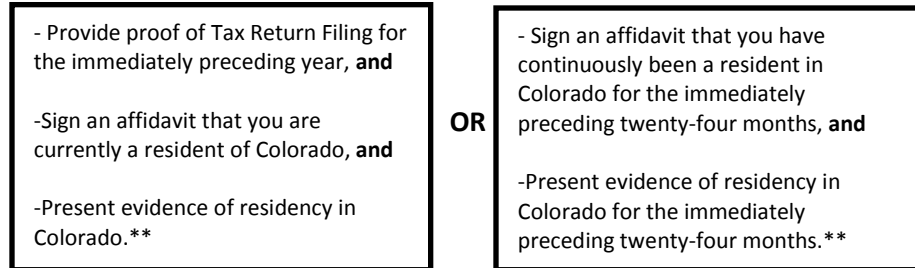 - Provide proof of Tax Return Filing for
the immediately preceding year, and
-Sign an affidavit that you are
currently a resident of Colorado, and
-Present evidence of residency in
Colorado.**
OR
- Sign an affidavit that you have
continuously been a resident in
Colorado for the immediately
preceding twenty-four months, and
-Present evidence of residency in
Colorado for the immediately
preceding twenty-four months.**